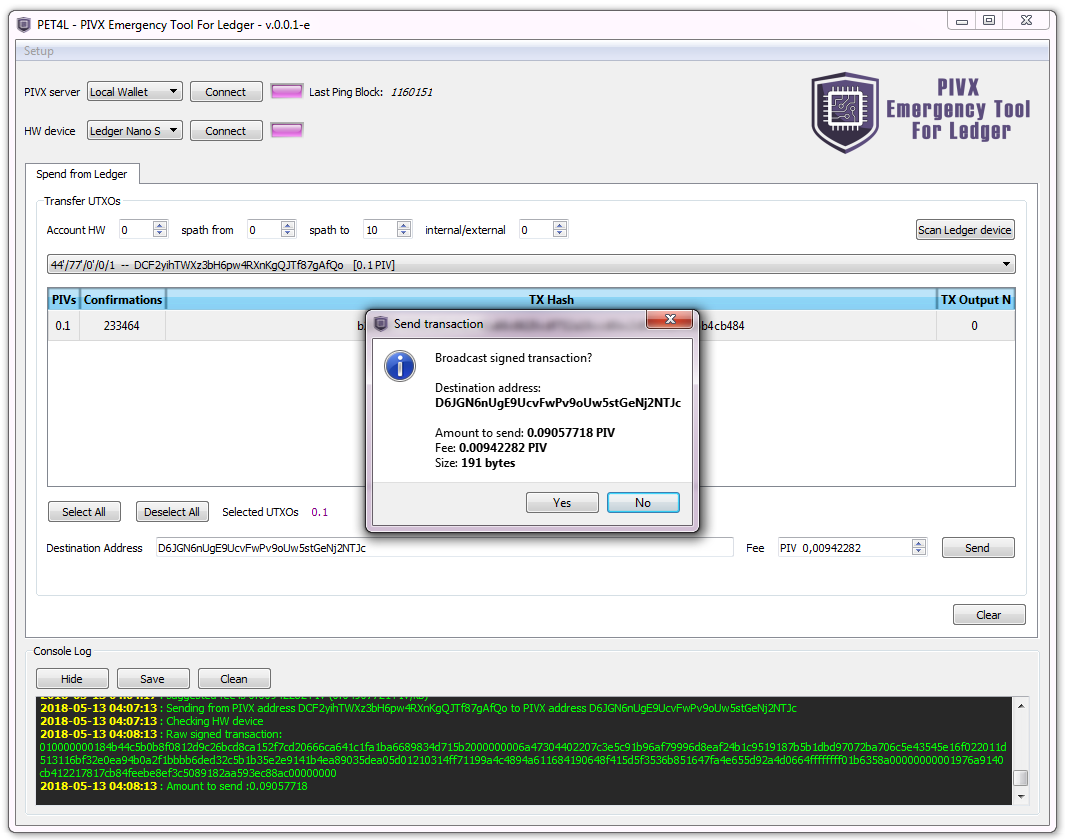 PET4L - PIVX Emergency Tool For Ledger - v.0.0.1-e
Setup
PIVX server Local Wallet Connect Last Ping Block: 1160151
HW device Ledger Nano S Connect
PIVX
Emergency Tool
For Ledger
Spend from Ledger
Transfer UTXOs
Account HW 0 spath from 0 spath to 10 internal/external 0 Scan Ledger device
44'/77'/0'/0/1 -- DCF2yihTWXz3bH6pw4RXnKgQJTf87gAfQo [0.1 PIV]
PIVs Confirmations TX Hash TX Output N
0.1 233464 b4cb484 0
Send transaction
Broadcast signed transaction?
Destination address:
D6JGN6nUgE9UcvFwPv9oUw5stGeNj2NTJc
Amount to send: 0.09057718 PIV
Fee: 0.00942282 PIV
Size: 191 bytes
Yes No
Select All Deselect All Selected UTXOs 0.1
Destination Address D6JGN6nUgE9UcvFwPv9oUw5stGeNj2NTJc Fee PIV 0,00942282 Send
Clear
Console Log
Hide Save Clean
2018-05-13 04:07:13 : Sending from PIVX address DCF2yihTWXz3bH6pw4RXnKgQJTf87gAfQo to PIVX address D6JGN6nUgE9UcvFwPv9oUw5stGeNj2NTJc
2018-05-13 04:07:13 : Checking HW device
2018-05-13 04:08:13 : Raw signed transaction:
010000000184b44c5b0b8f0812d9c26bcd8ca152f7cd20666ca641c1fa1ba6689834d715b2000000006a47304402207c3e5c91b96af79996d8eaf24b1c9519187b5b1dbd97072ba706c5e43545e16f022011d
513116bf32e0ea94b0a2f1bbbb6ded32c5b1b35e2e9141b4ea89035dea05d01210314ff71199a4c4894a611684190648f415d5f3536b851647fa4e655d92a4d0664ffffffff01b6358a00000000001976a9140
cb412217817cb84feebe8ef3c5089182aa593ec88ac00000000
2018-05-13 04:08:13 : Amount to send :0.09057718